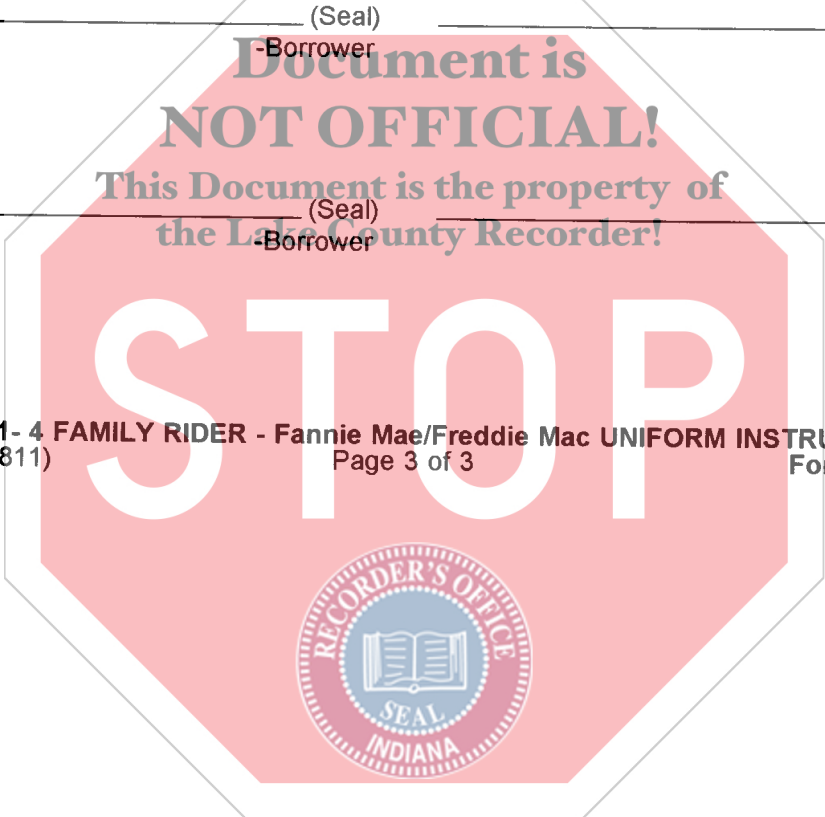 (Seal)
-Borrower
Document is
NOT OFFICIAL!
This Document is the property of
(Seal)
the Lake County Recorder!
-Borrower
STOP
1- 4 FAMILY RIDER - Fannie Mae/Freddie Mac UNIFORM INSTRU
811)
Page 3 of 3
For
RECORDER'S OFFICE
SEAL
INDIANA